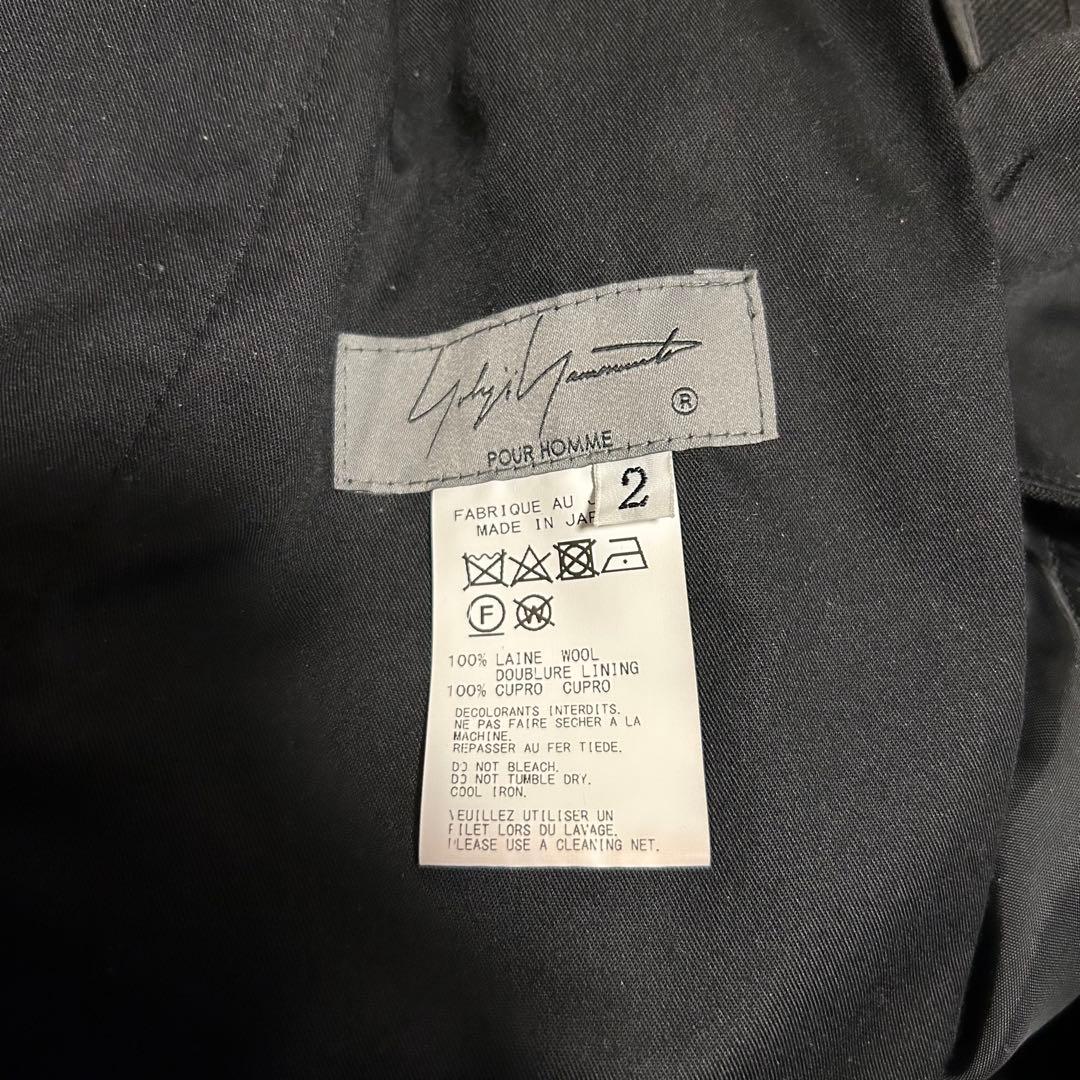 Yohji Yamamoto
®
POUR HOMME
2
FABRIQUE AU
MADE IN
F
W
100% LAINE WOOL
DOUBLURE LINING
100% CUPRO CUPRO
DECOLORANTS INTERDITS.
NE PAS FAIRE SECHER A LA
MACHINE.
REPASSER AU FER TIEDE.
DO NOT BLEACH.
DO NOT TUMBLE DRY.
COOL IRON.
VEUILLEZ UTILISER UN
FILET LORS DU LAVAGE.
PLEASE USE A CLEANING NET.